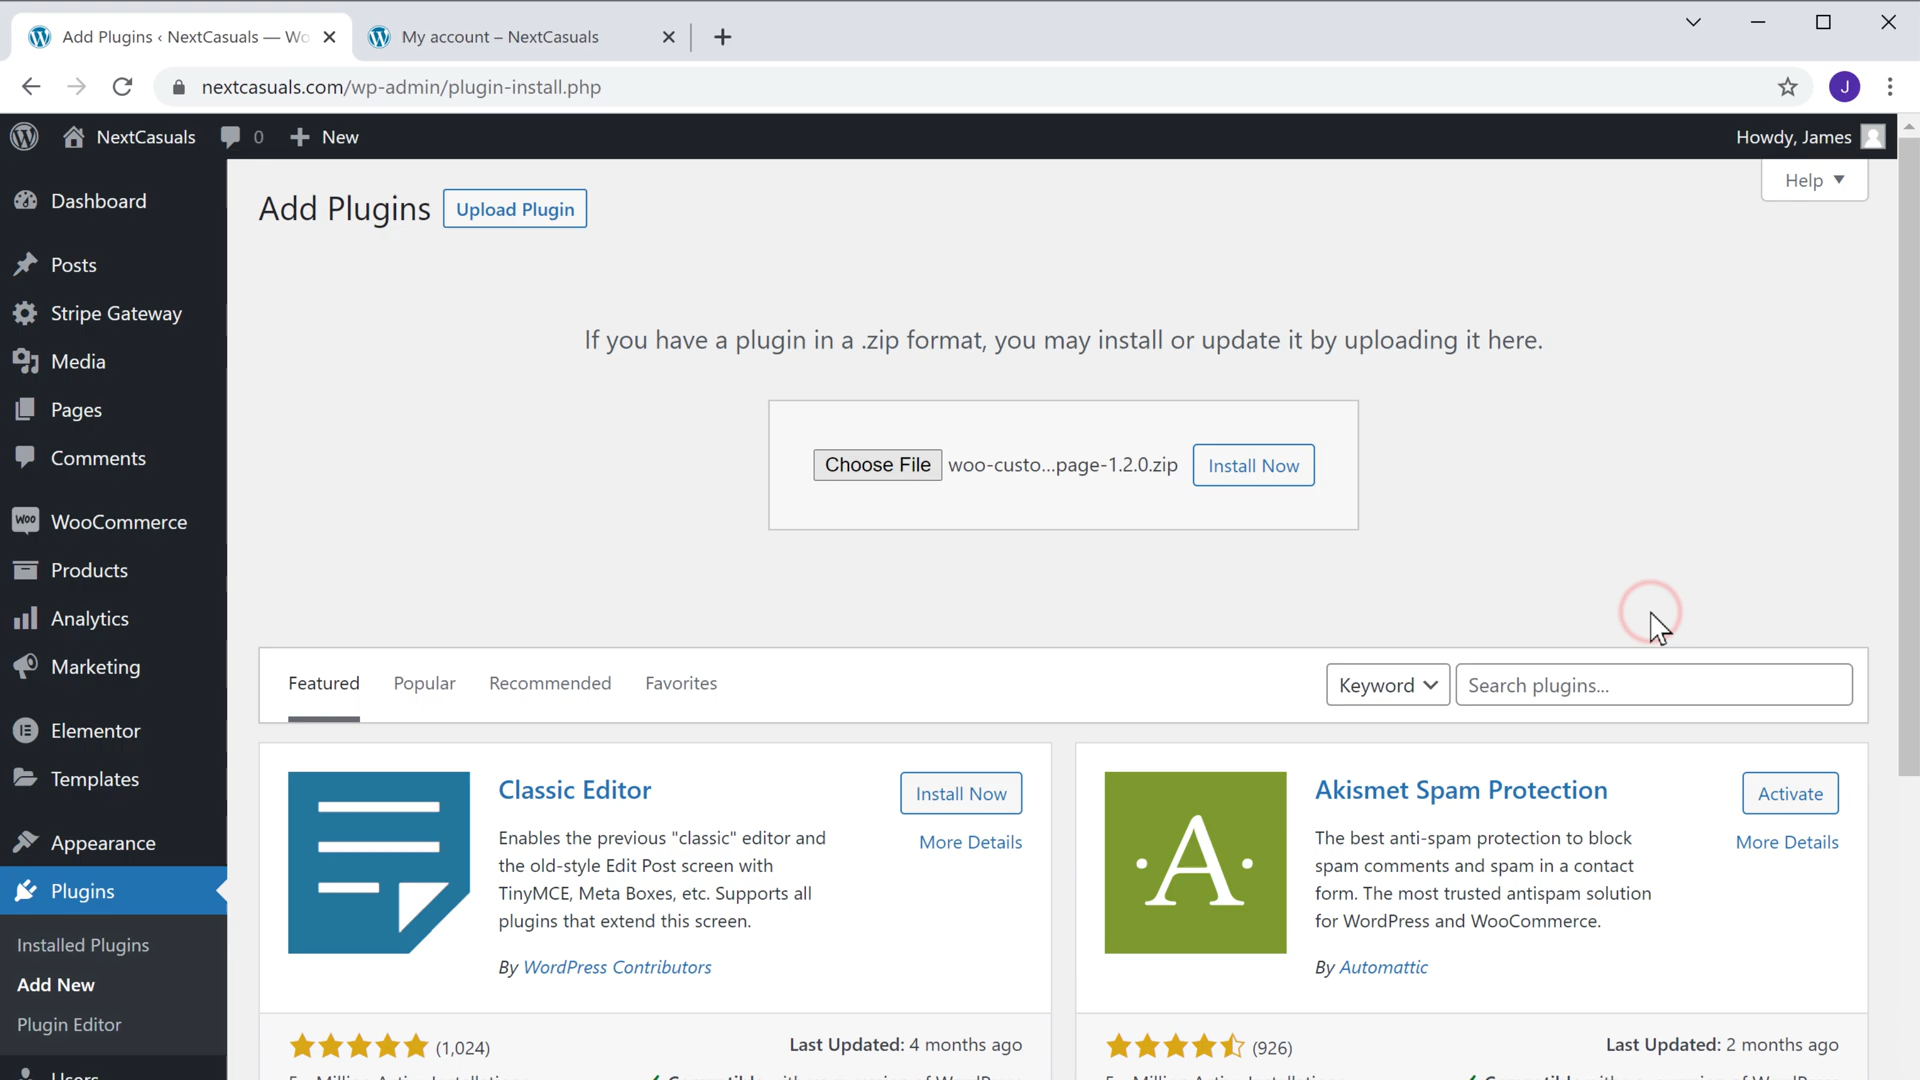 Add Plugins ‹ NextCasuals — Wo
My account – NextCasuals
nextcasuals.com/wp-admin/plugin-install.php
J
NextCasuals
0
New
Howdy, James
Help
Dashboard
Posts
Stripe Gateway
Media
Pages
Comments
WOO
WooCommerce
Products
Analytics
Marketing
Elementor
Templates
Appearance
Plugins
Installed Plugins
Add New
Plugin Editor
Users
Add Plugins
Upload Plugin
If you have a plugin in a .zip format, you may install or update it by uploading it here.
Choose File woo-custo...page-1.2.0.zip
Install Now
Featured
Popular
Recommended
Favorites
Keyword
Search plugins...
Classic Editor
Install Now
More Details
Enables the previous "classic" editor and
the old-style Edit Post screen with
TinyMCE, Meta Boxes, etc. Supports all
plugins that extend this screen.
By WordPress Contributors
(1,024)
Last Updated: 4 months ago
·A·
Akismet Spam Protection
Activate
More Details
The best anti-spam protection to block
spam comments and spam in a contact
form. The most trusted antispam solution
for WordPress and WooCommerce.
By Automattic
(926)
Last Updated: 2 months ago